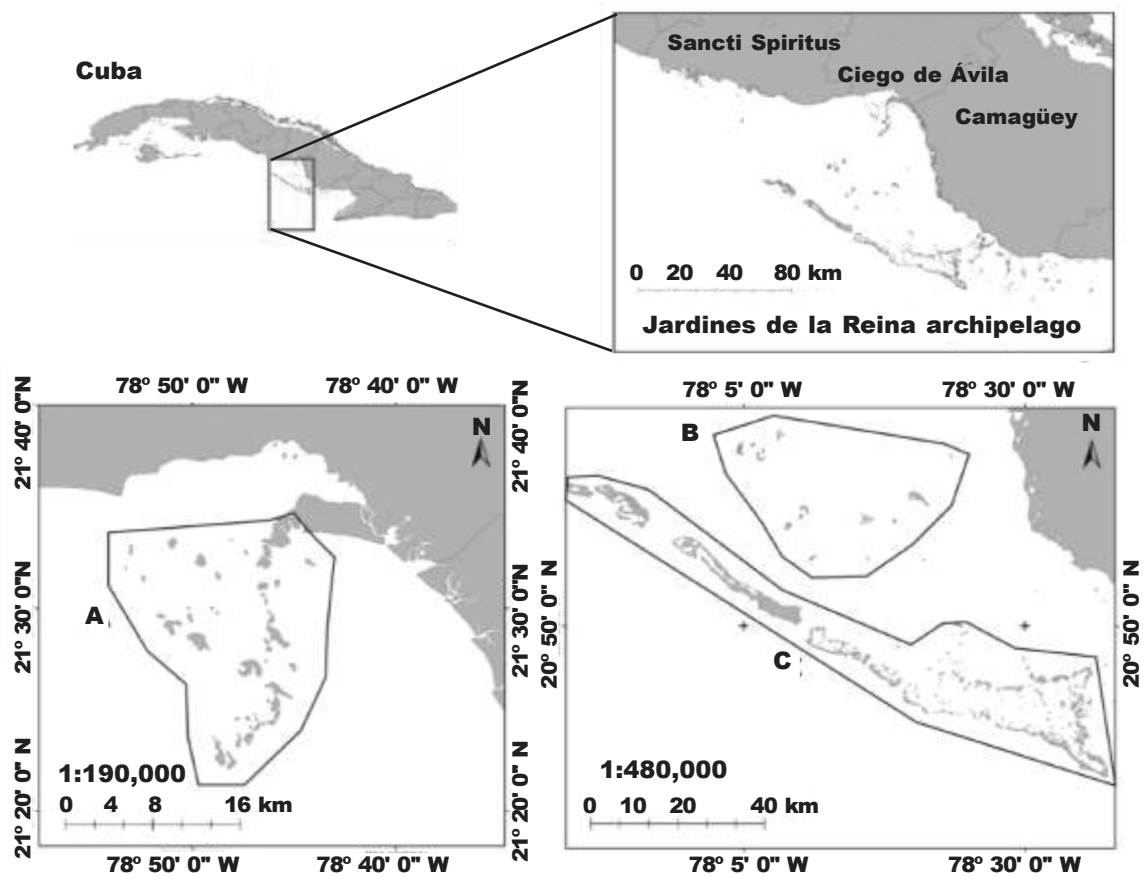 Cuba
Sancti Spiritus
Ciego de Ávila
Camagüey
0 20 40 80 km
Jardines de la Reina archipelago
78º 50' 0" W 78º 40' 0" W
21º 40' 0"N
21º 30' 0"N
21º 20' 0" N
N
A
1:190,000
0 4 8 16 km
21º 40' 0"N
21º 30' 0"N
21º 20' 0" N
78º 50' 0" W 78º 40' 0" W
78º 5' 0" W 78º 30' 0" W
20º 50' 0" N
B
N
C
1:480,000
0 10 20 40 km
20º 50' 0" N
78º 5' 0" W 78º 30' 0" W